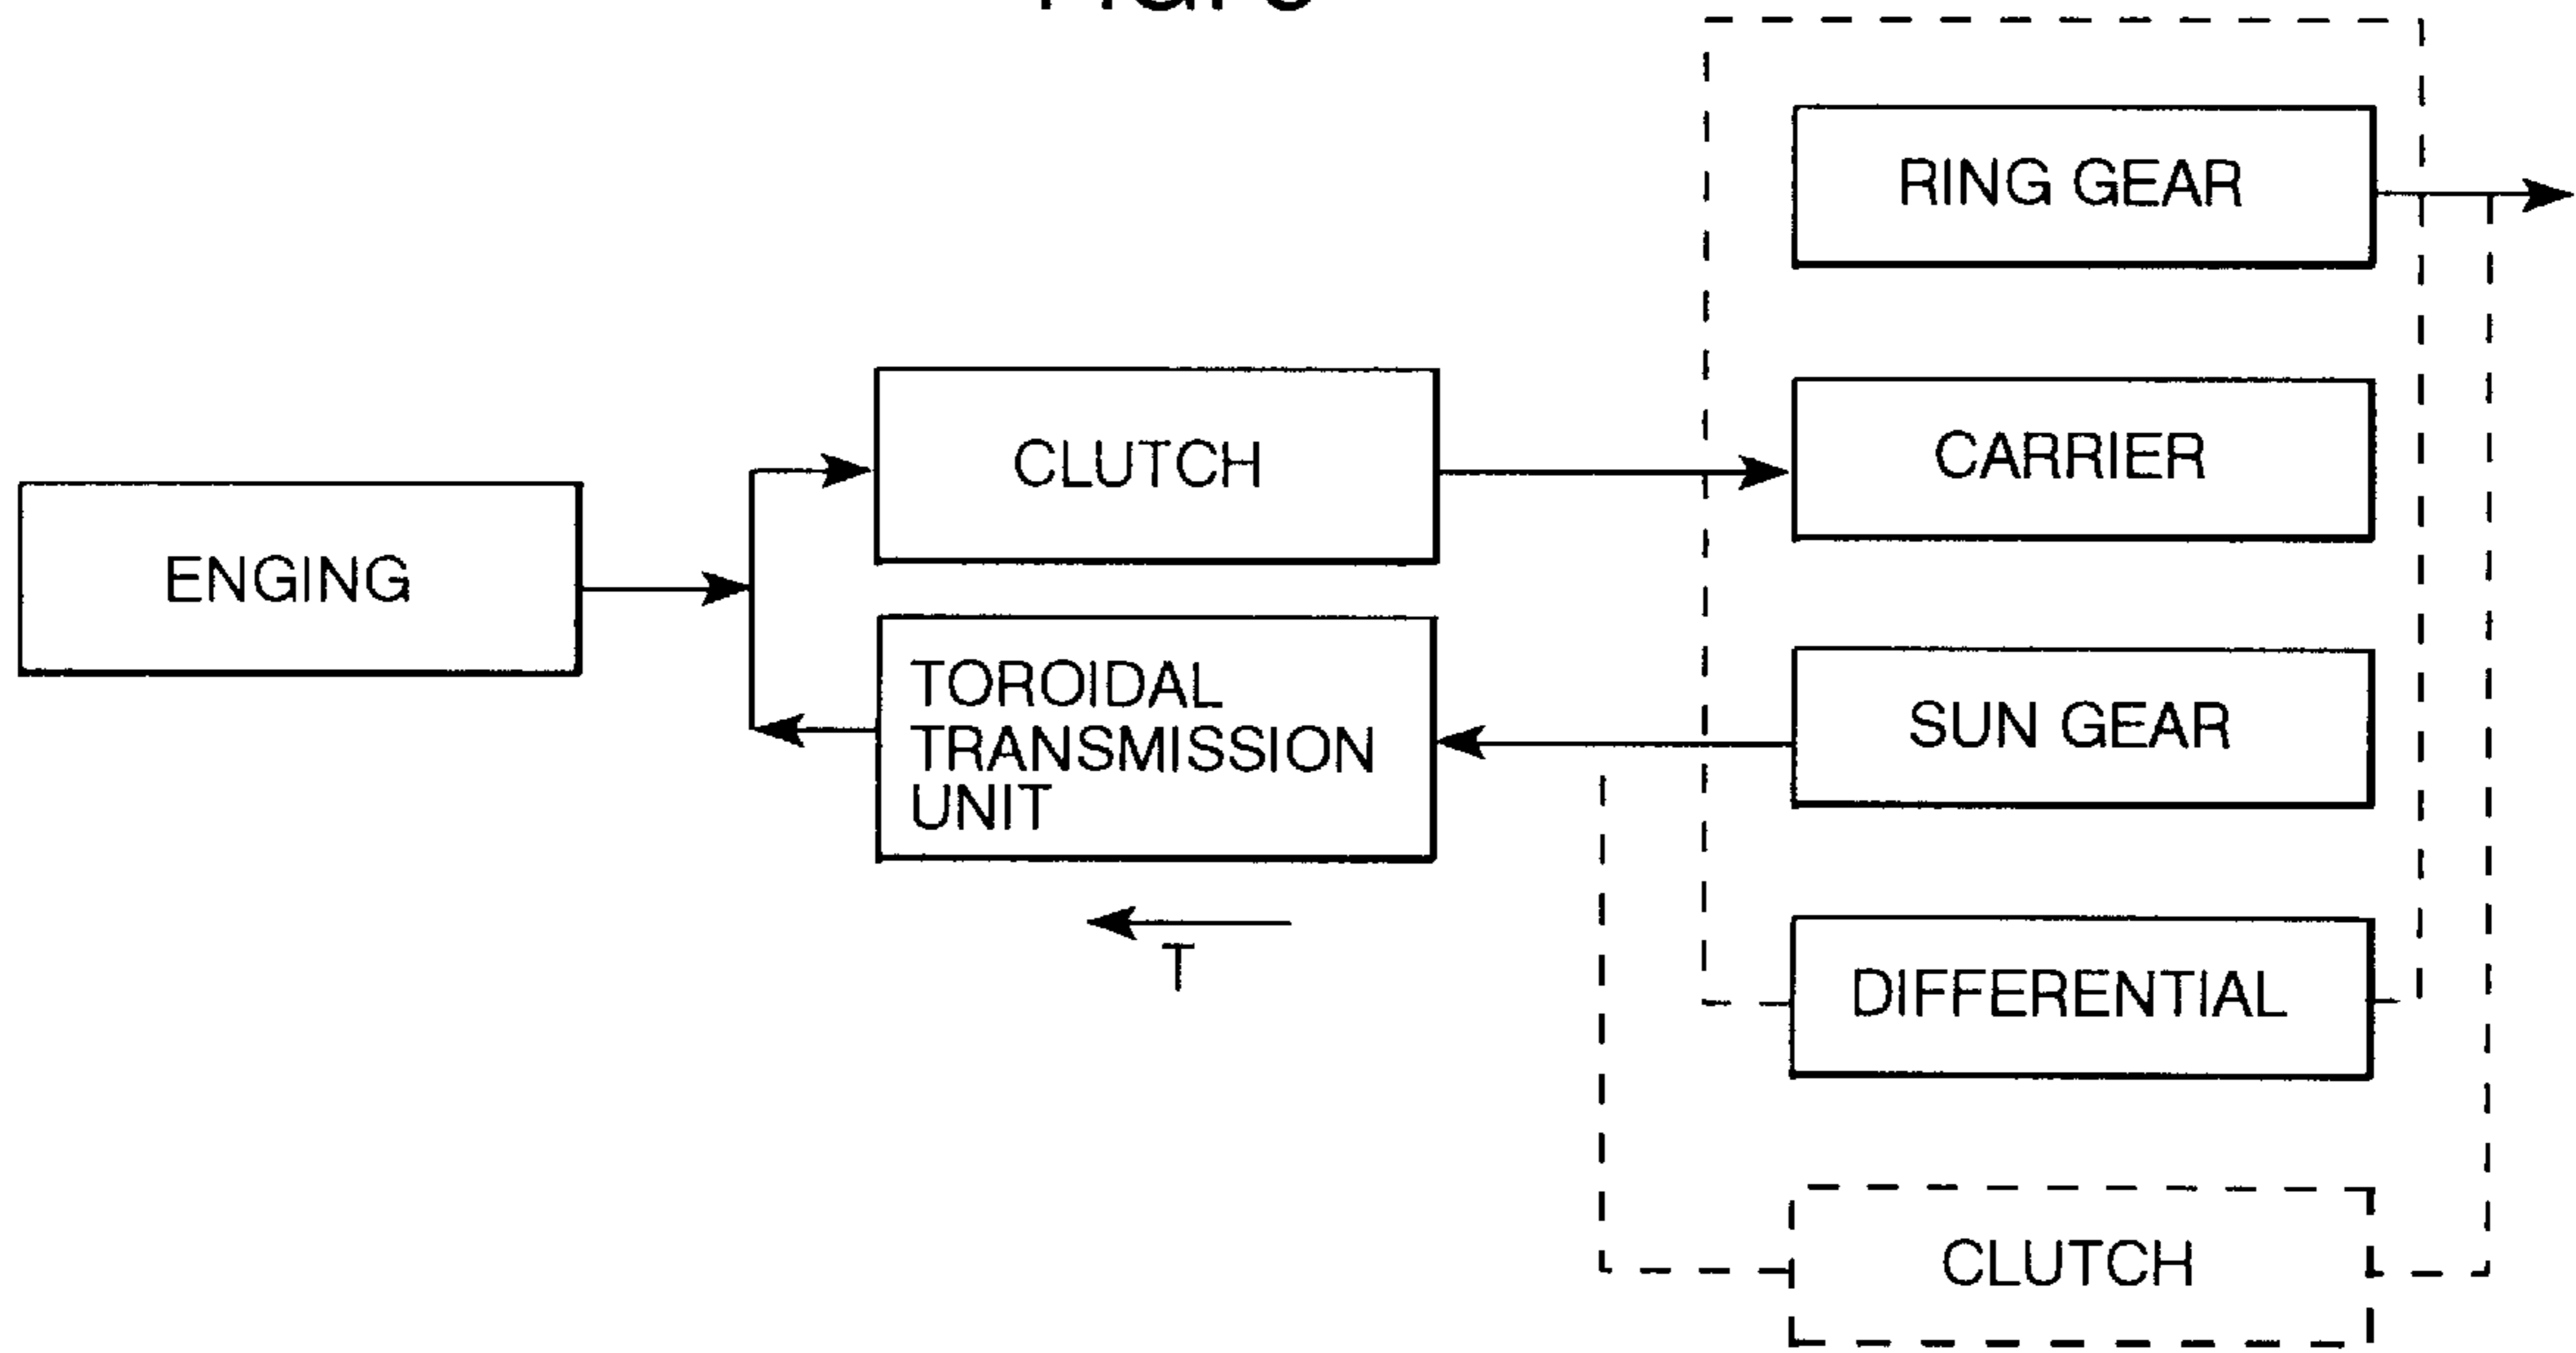 RING GEAR
CLUTCH
CARRIER
ENGING
TOROIDAL
TRANSMISSION
UNIT
SUN GEAR
T
DIFFERENTIAL
CLUTCH